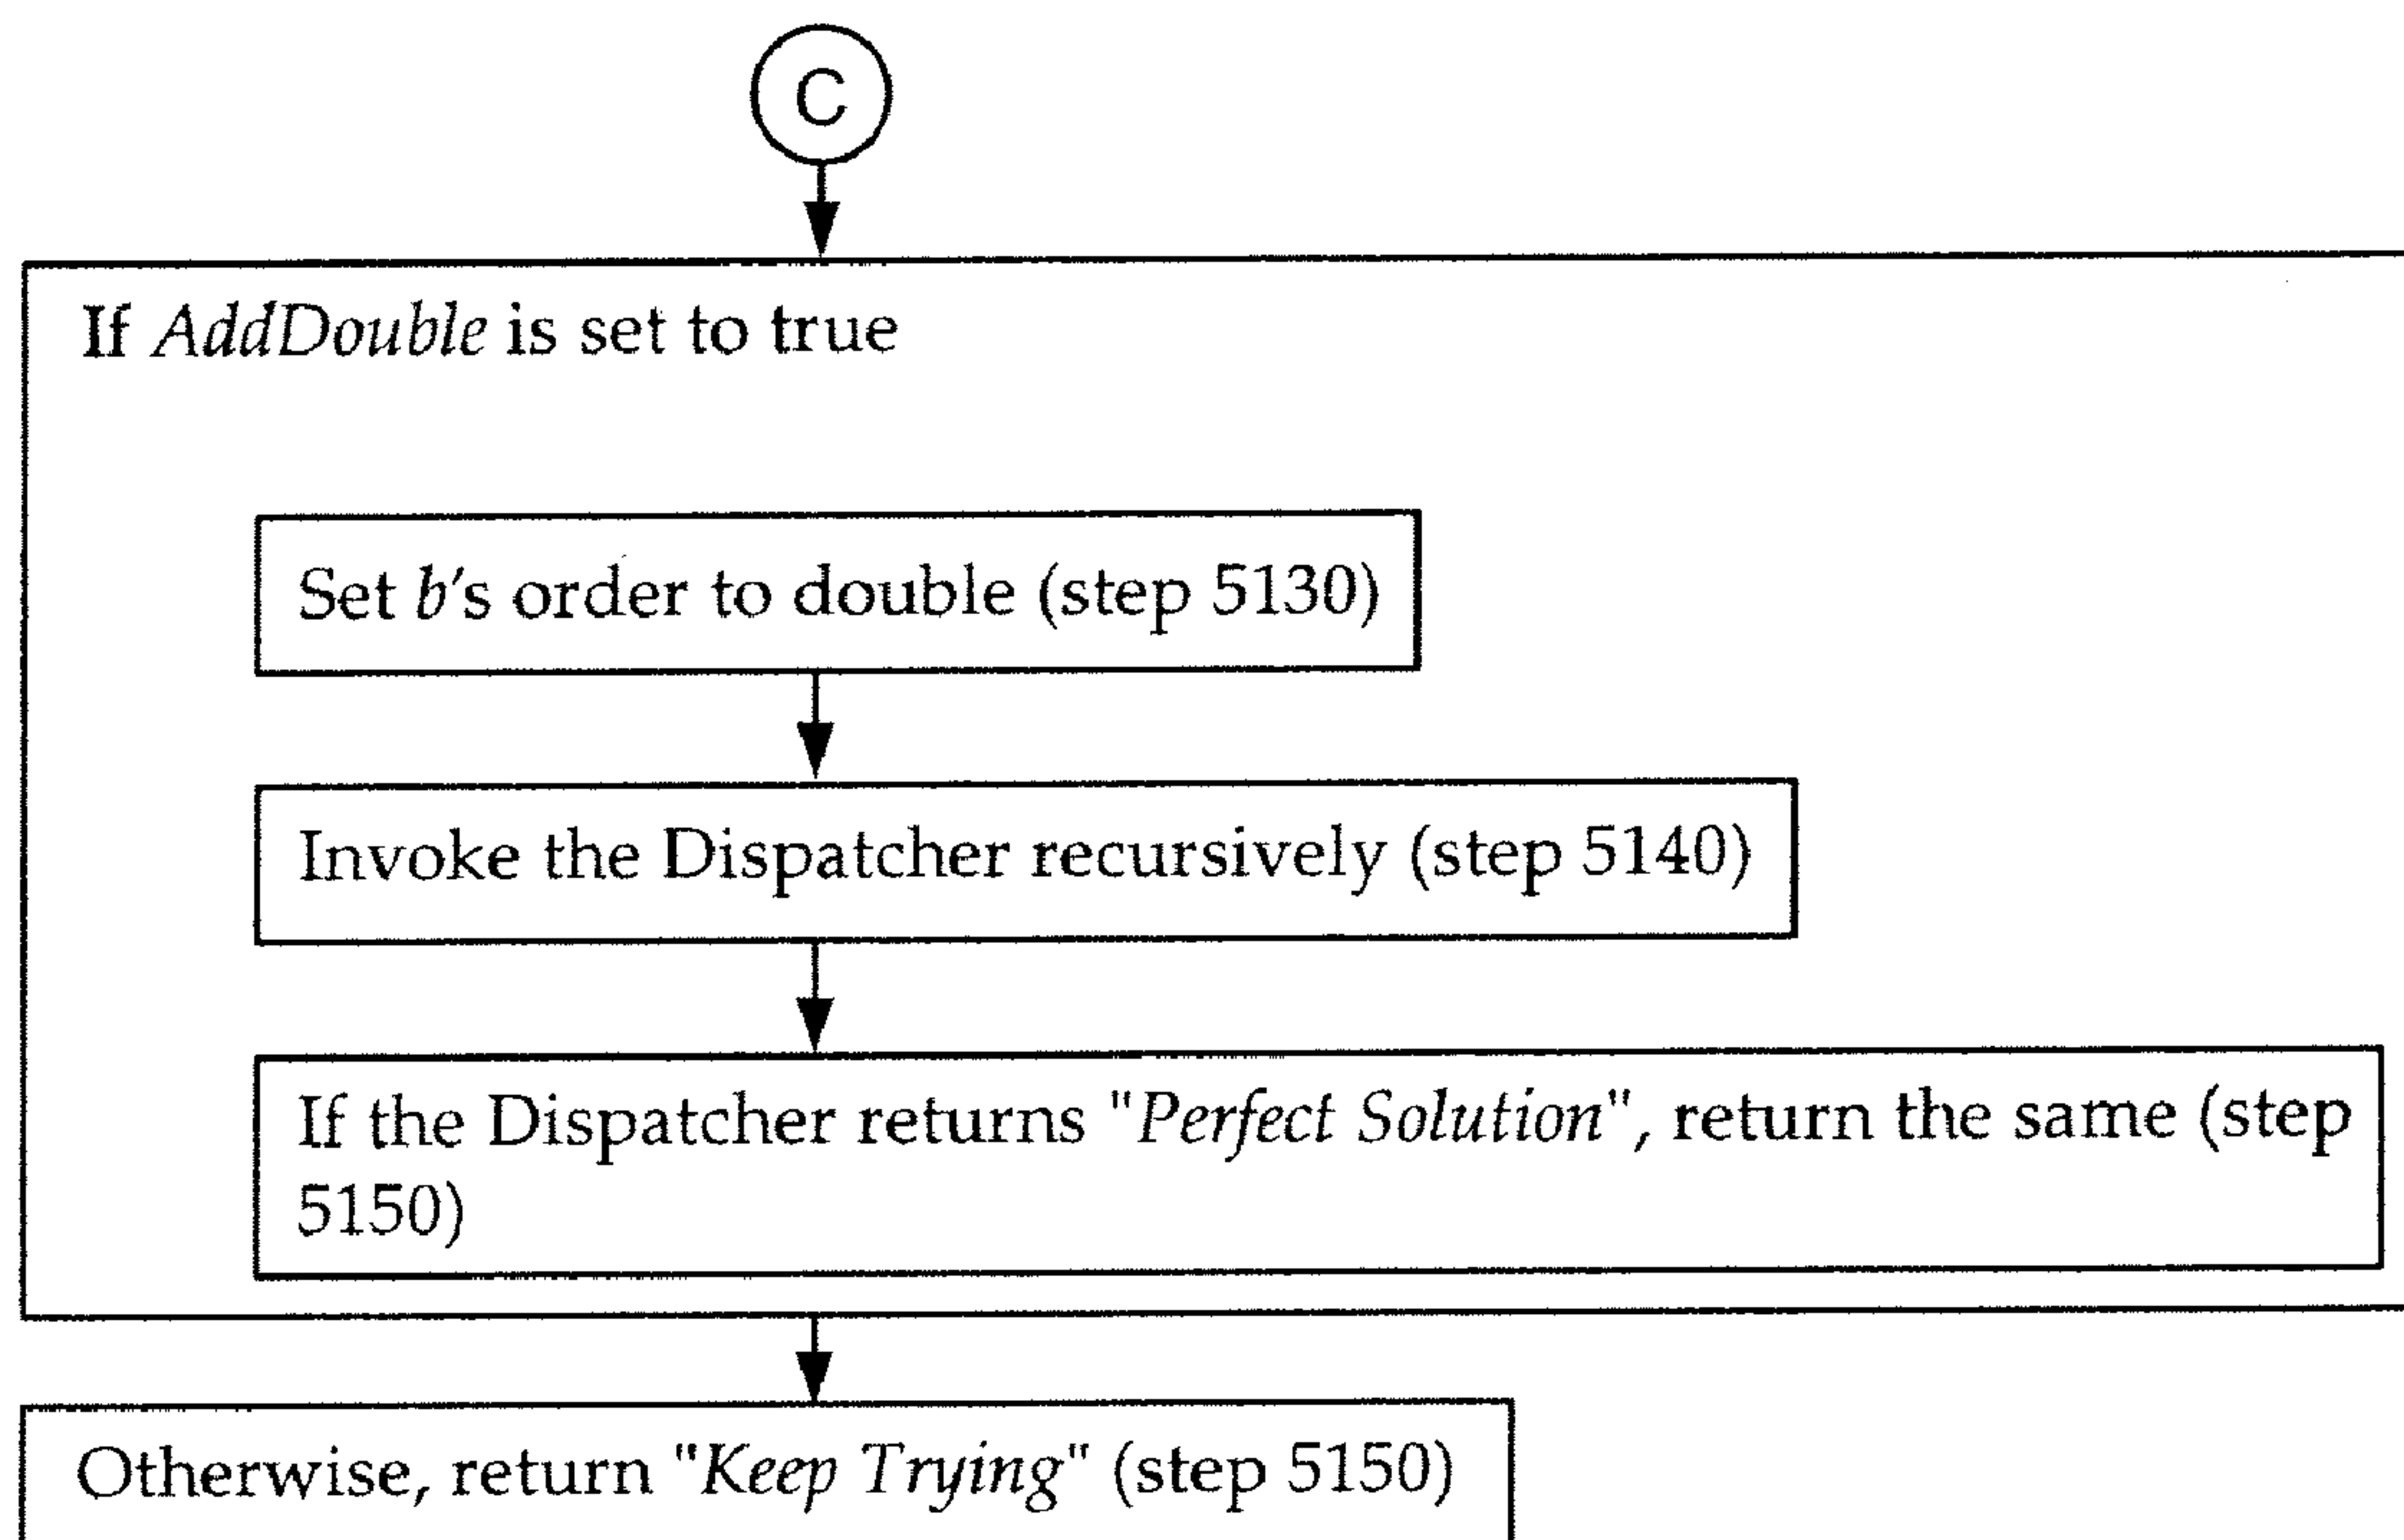 C
If AddDouble is set to true
Set b's order to double (step 5130)
Invoke the Dispatcher recursively (step 5140)
If the Dispatcher returns "Perfect Solution", return the same (step
5150)
Otherwise, return "Keep Trying" (step 5150)